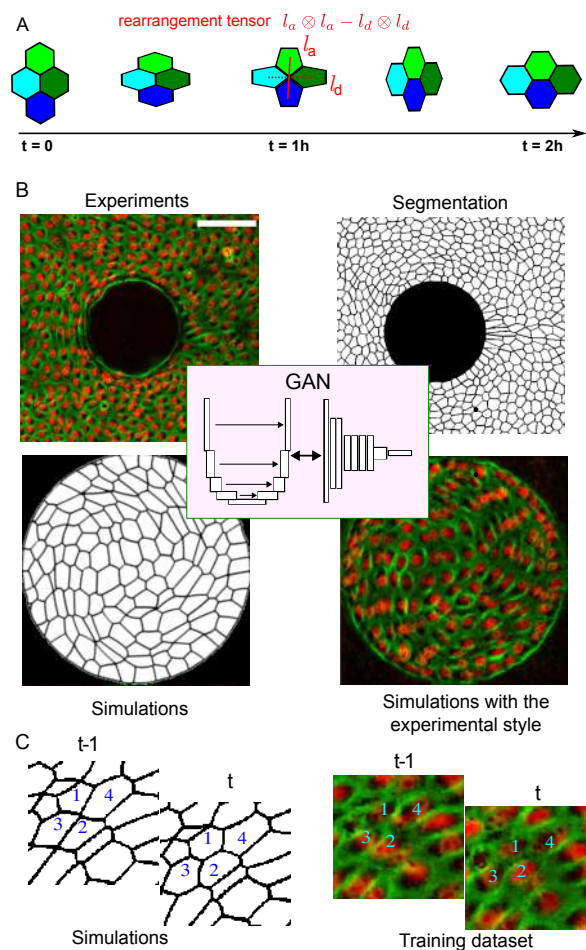 A
rearrangement tensor l_a ⊗ l_a − l_d ⊗ l_d
l_a
l_d
t = 0
t = 1h
t = 2h
B
Experiments
Segmentation
GAN
Simulations
Simulations with the
experimental style
C
t-1
t
1
4
3
2
1
4
3
2
Simulations
t-1
t
1
4
3
2
1
4
3
2
Training dataset